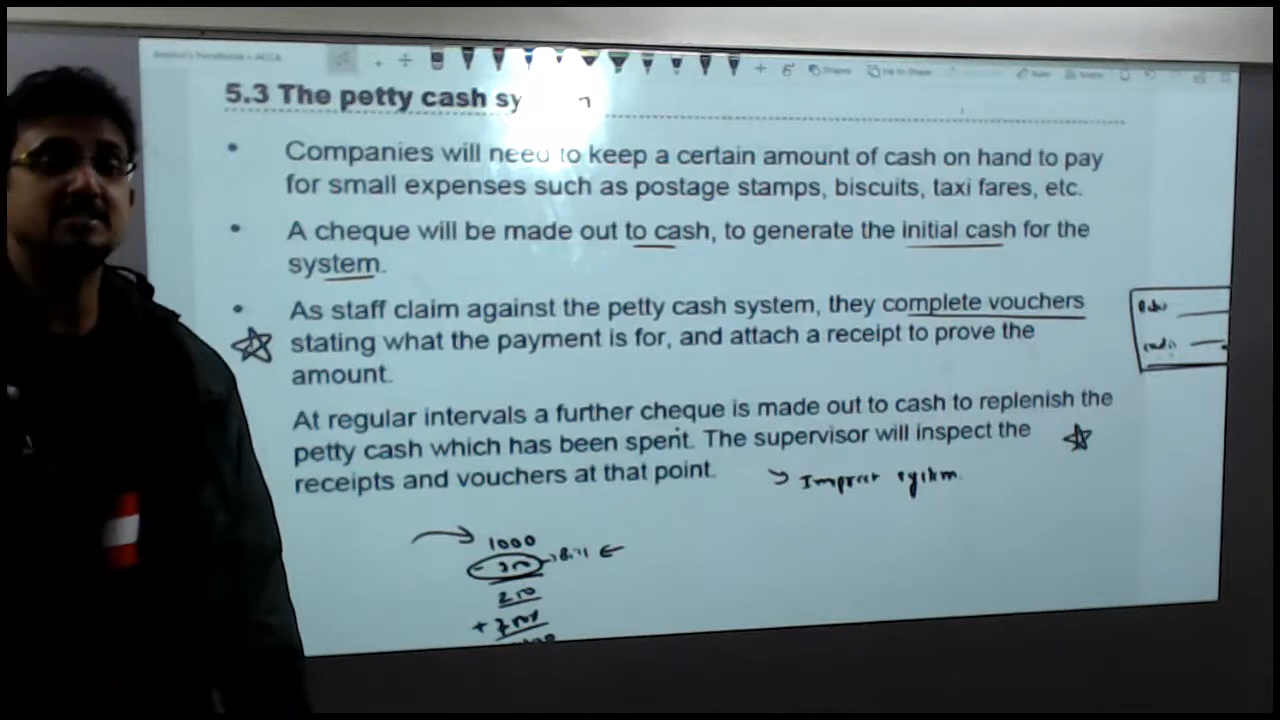 5.3 The petty cash sy
• Companies will need to keep a certain amount of cash on hand to pay
for small expenses such as postage stamps, biscuits, taxi fares, etc.
• A cheque will be made out to cash, to generate the initial cash for the
system.
• As staff claim against the petty cash system, they complete vouchers
stating what the payment is for, and attach a receipt to prove the
amount.
At regular intervals a further cheque is made out to cash to replenish the
petty cash which has been spent. The supervisor will inspect the
receipts and vouchers at that point.
Imprest system
1000